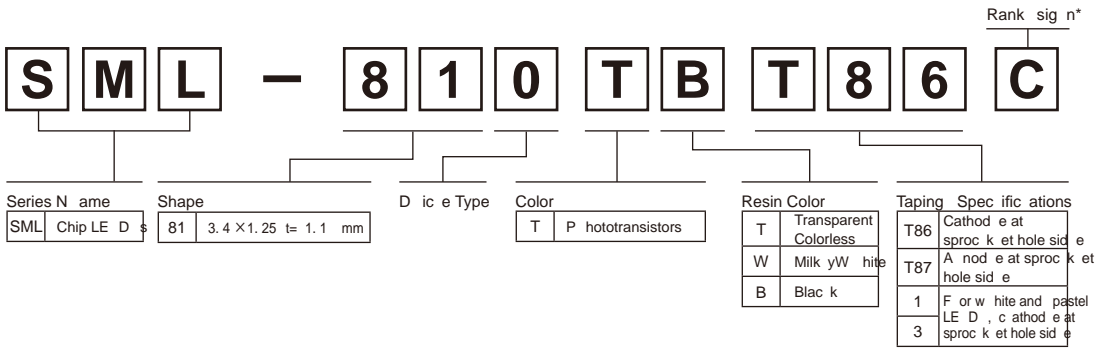 Rank sign*
S M L - 8 1 0 T B T 8 6 C
Series Name
SML Chip LEDs
Shape
81 3.4×1.25 t=1.1 mm
Dice Type
Color
T Phototransistors
Resin Color
T Transparent
Colorless
W Milky White
B Black
Taping Specifications
T86 Cathode at
sprocket hole side
T87 Anode at sprocket
hole side
1 For white and pastel
LED, cathode at
3 sprocket hole side